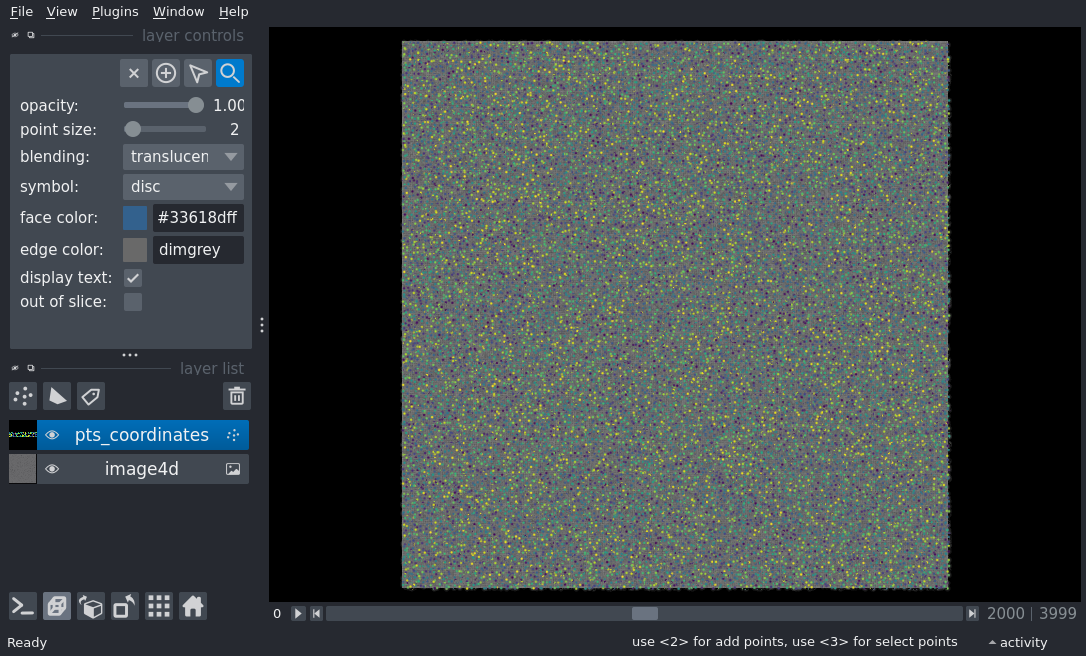 File View Plugins Window Help
layer controls
opacity: 1.00
point size: 2
blending: translucen
symbol: disc
face color: #33618dff
edge color: dimgrey
display text:
out of slice:
layer list
pts_coordinates
image4d
0 2000 | 3999
Ready use <2> for add points, use <3> for select points activity